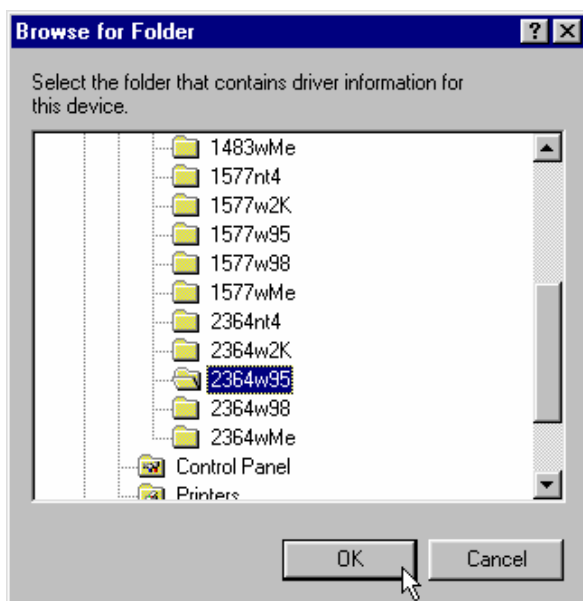 Browse for Folder
Select the folder that contains driver information for
this device.
1483wMe
1577nt4
1577w2K
1577w95
1577w98
1577wMe
2364nt4
2364w2K
2364w95
2364w98
2364wMe
Control Panel
Printers
OK Cancel